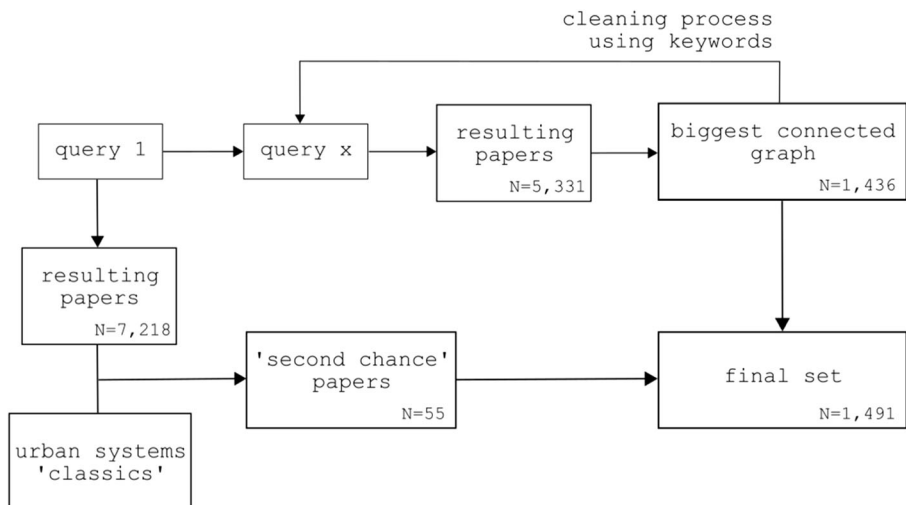 cleaning process
using keywords
query 1
query x
resulting
papers
N=5,331
biggest connected
graph
N=1,436
resulting
papers
N=7,218
'second chance'
papers
N=55
final set
N=1,491
urban systems
'classics'